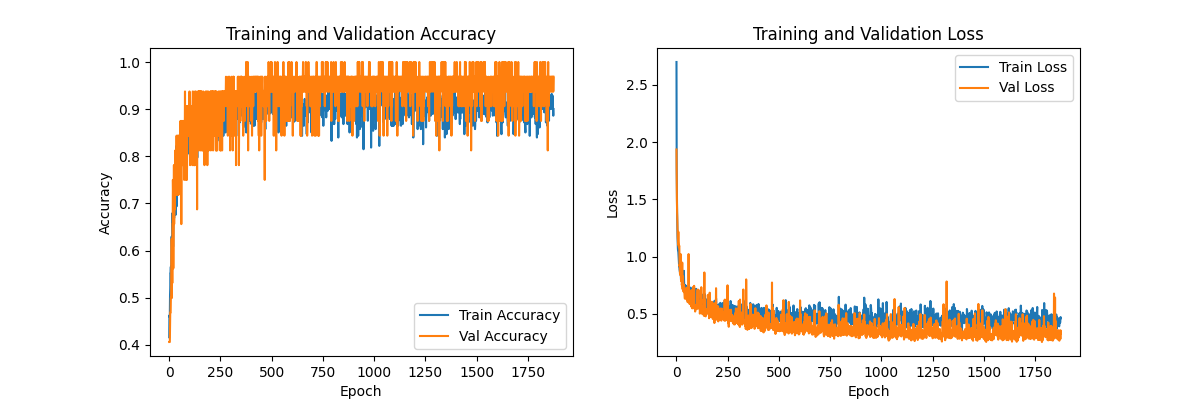 Training and Validation Accuracy
1.0
0.9
0.8
0.7
0.6
0.5
0.4
Accuracy
0 250 500 750 1000 1250 1500 1750
Epoch
Train Accuracy
Val Accuracy
Training and Validation Loss
2.5
2.0
1.5
1.0
0.5
Loss
0 250 500 750 1000 1250 1500 1750
Epoch
Train Loss
Val Loss